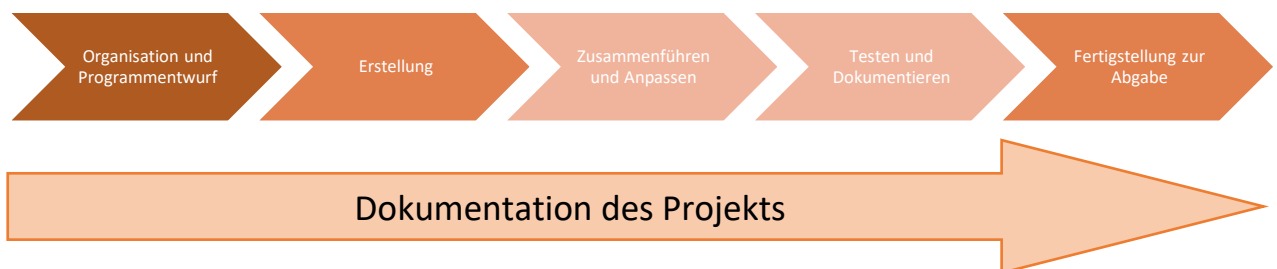 Organisation und
Programmentwurf
Erstellung
Zusammenführen
und Anpassen
Testen und
Dokumentieren
Fertigstellung zur
Abgabe
Dokumentation des Projekts